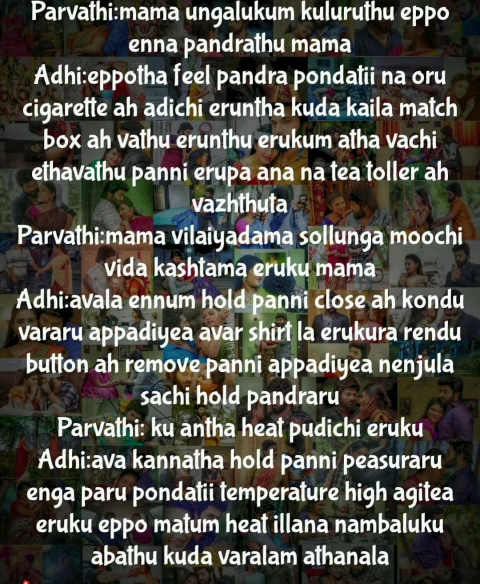 Parvathi:mama ungalukum kuluruthu eppo
enna pandrathu mama
Adhi:eppotha feel pandra pondatii na oru
cigarette ah adichi eruntha kuda kaila match
box ah vathu erunthu erukum atha vachi
ethavathu panni erupa ana na tea toller ah
vazhthuta
Parvathi:mama vilaiyadama sollunga moochi
vida kashtama eruku mama
Adhi:avala ennum hold panni close ah kondu
vararu appadiyea avar shirt la erukura rendu
button ah remove panni appadiyea nenjula
sachi hold pandraru
Parvathi: ku antha heat pudichi eruku
Adhi:ava kannatha hold panni peasuraru
enga paru pondatii temperature high agitea
eruku eppo matum heat illana nambaluku
abathu kuda varalam athanala